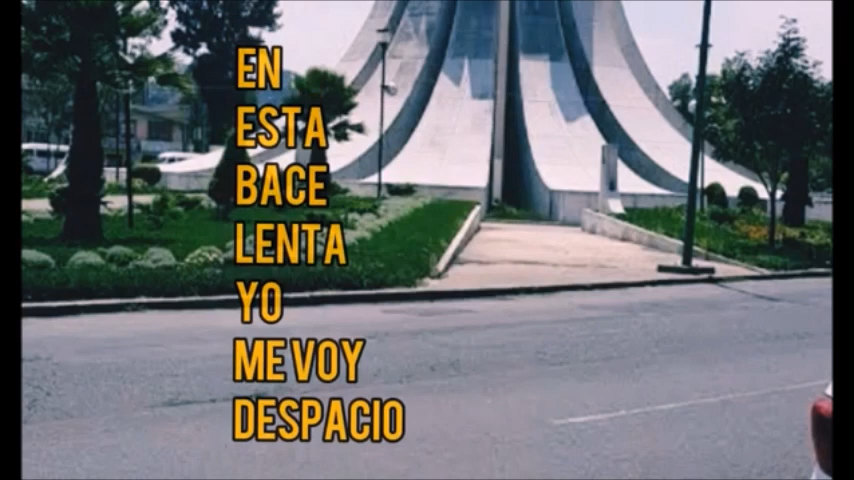 EN
ESTA
BACE
LENTA
YO
ME VOY
DESPACIO